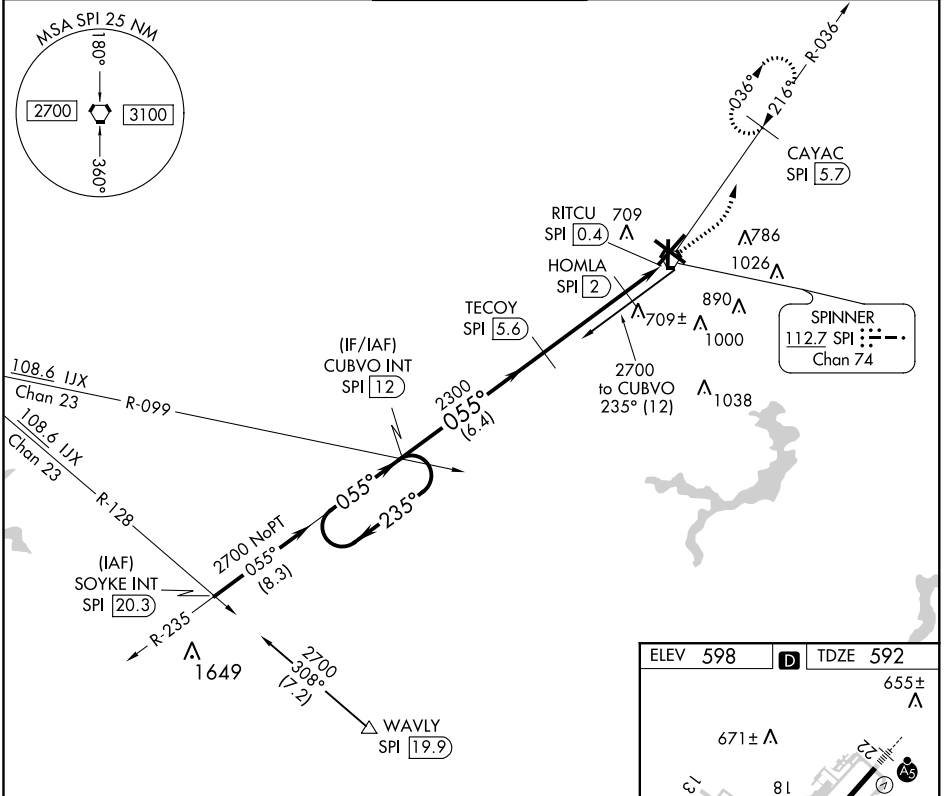 MSA SPI 25 NM
180°
2700
3100
360°
R-036
036°
216°
CAYAC
SPI 5.7
RITCU
SPI 0.4
709
786
1026
HOMLA
SPI 2
890
709±
1000
TECOY
SPI 5.6
SPINNER
112.7 SPI
Chan 74
(IF/IAF)
CUBVO INT
SPI 12
2700
to CUBVO
235° (12)
1038
108.6 IJX
Chan 23
R-099
2300
055°
(6.4)
108.6 IJX
Chan 23
R-128
055°
235°
2700 NoPT
055°
(8.3)
(IAF)
SOYKE INT
SPI 20.3
R-235
1649
2700
308°
(7.2)
WAVLY
SPI 19.9
ELEV 598
D
TDZE 592
655±
671±
22
A5
13
18